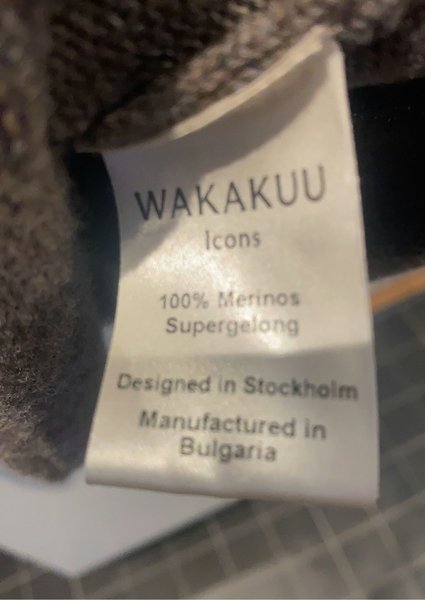 WAKAKUU
Icons
100% Merinos
Supergelong
Designed in Stockholm
Manufactured in
Bulgaria